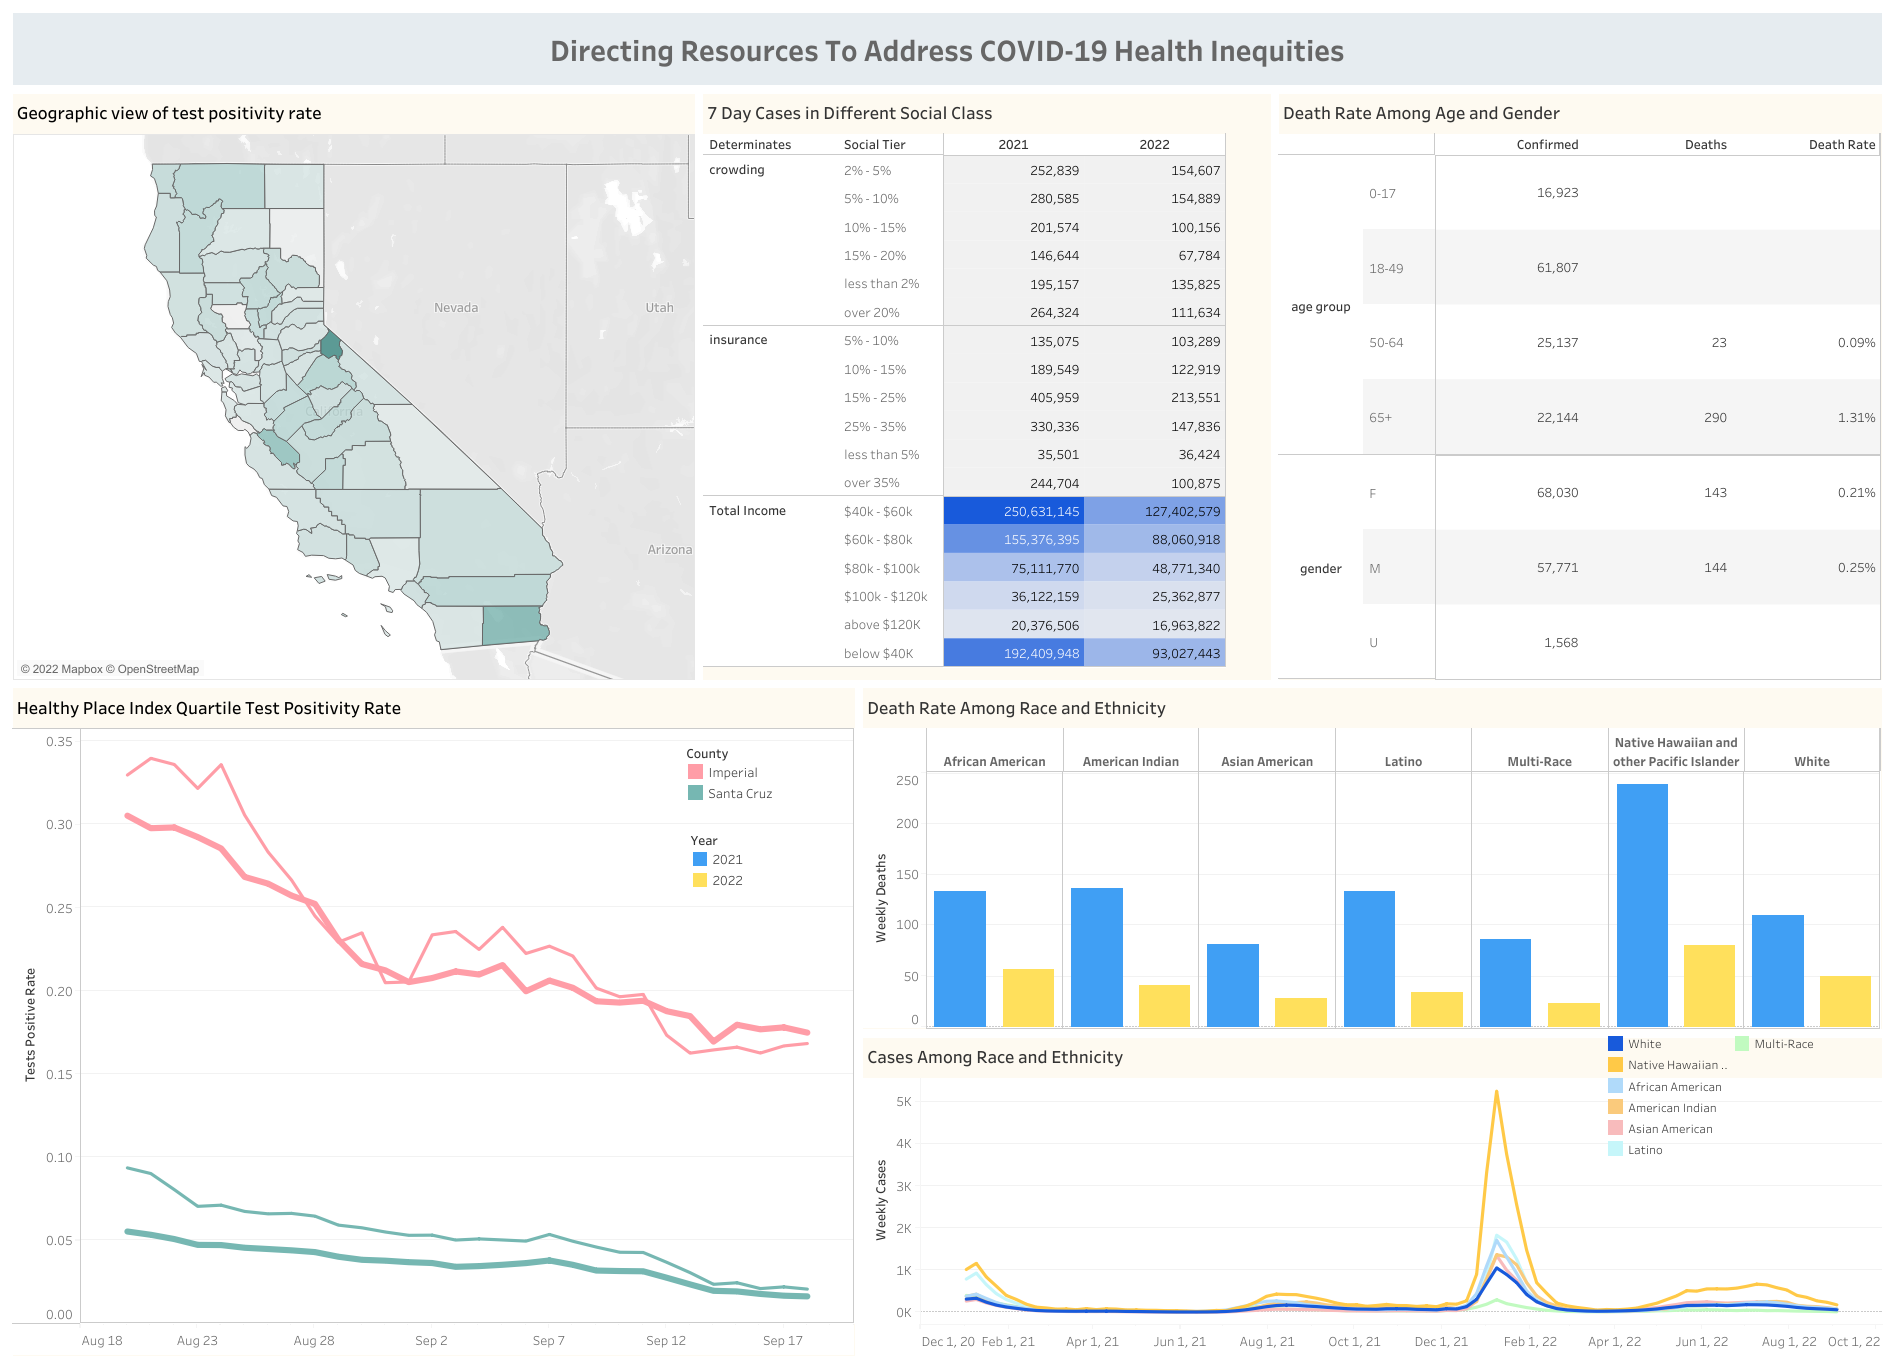 Directing Resources To Address COVID-19 Health Inequities
Geographic view of test positivity rate
Nevada
Utah
California
Arizona
© 2022 Mapbox © OpenStreetMap
7 Day Cases in Different Social Class
Determinates Social Tier 2021 2022
crowding 2% - 5% 252,839 154,607
5% - 10% 280,585 154,889
10% - 15% 201,574 100,156
15% - 20% 146,644 67,784
less than 2% 195,157 135,825
over 20% 264,324 111,634
insurance 5% - 10% 135,075 103,289
10% - 15% 189,549 122,919
15% - 25% 405,959 213,551
25% - 35% 330,336 147,836
less than 5% 35,501 36,424
over 35% 244,704 100,875
Total Income $40k - $60k 250,631,145 127,402,579
$60k - $80k 155,376,395 88,060,918
$80k - $100k 75,111,770 48,771,340
$100k - $120k 36,122,159 25,362,877
above $120K 20,376,506 16,963,822
below $40K 192,409,948 93,027,443
Death Rate Among Age and Gender
Confirmed Deaths Death Rate
age group
0-17 16,923
18-49 61,807
50-64 25,137 23 0.09%
65+ 22,144 290 1.31%
gender
F 68,030 143 0.21%
M 57,771 144 0.25%
U 1,568
Healthy Place Index Quartile Test Positivity Rate
County
Imperial
Santa Cruz
Year
2021
2022
Tests Positive Rate
0.35
0.30
0.25
0.20
0.15
0.10
0.05
0.00
Aug 18 Aug 23 Aug 28 Sep 2 Sep 7 Sep 12 Sep 17
Death Rate Among Race and Ethnicity
African American American Indian Asian American Latino Multi-Race Native Hawaiian and other Pacific Islander White
Weekly Deaths
250
200
150
100
50
0
Cases Among Race and Ethnicity
White Multi-Race
Native Hawaiian ..
African American
American Indian
Asian American
Latino
Weekly Cases
5K
4K
3K
2K
1K
0K
Dec 1, 20 Feb 1, 21 Apr 1, 21 Jun 1, 21 Aug 1, 21 Oct 1, 21 Dec 1, 21 Feb 1, 22 Apr 1, 22 Jun 1, 22 Aug 1, 22 Oct 1, 22